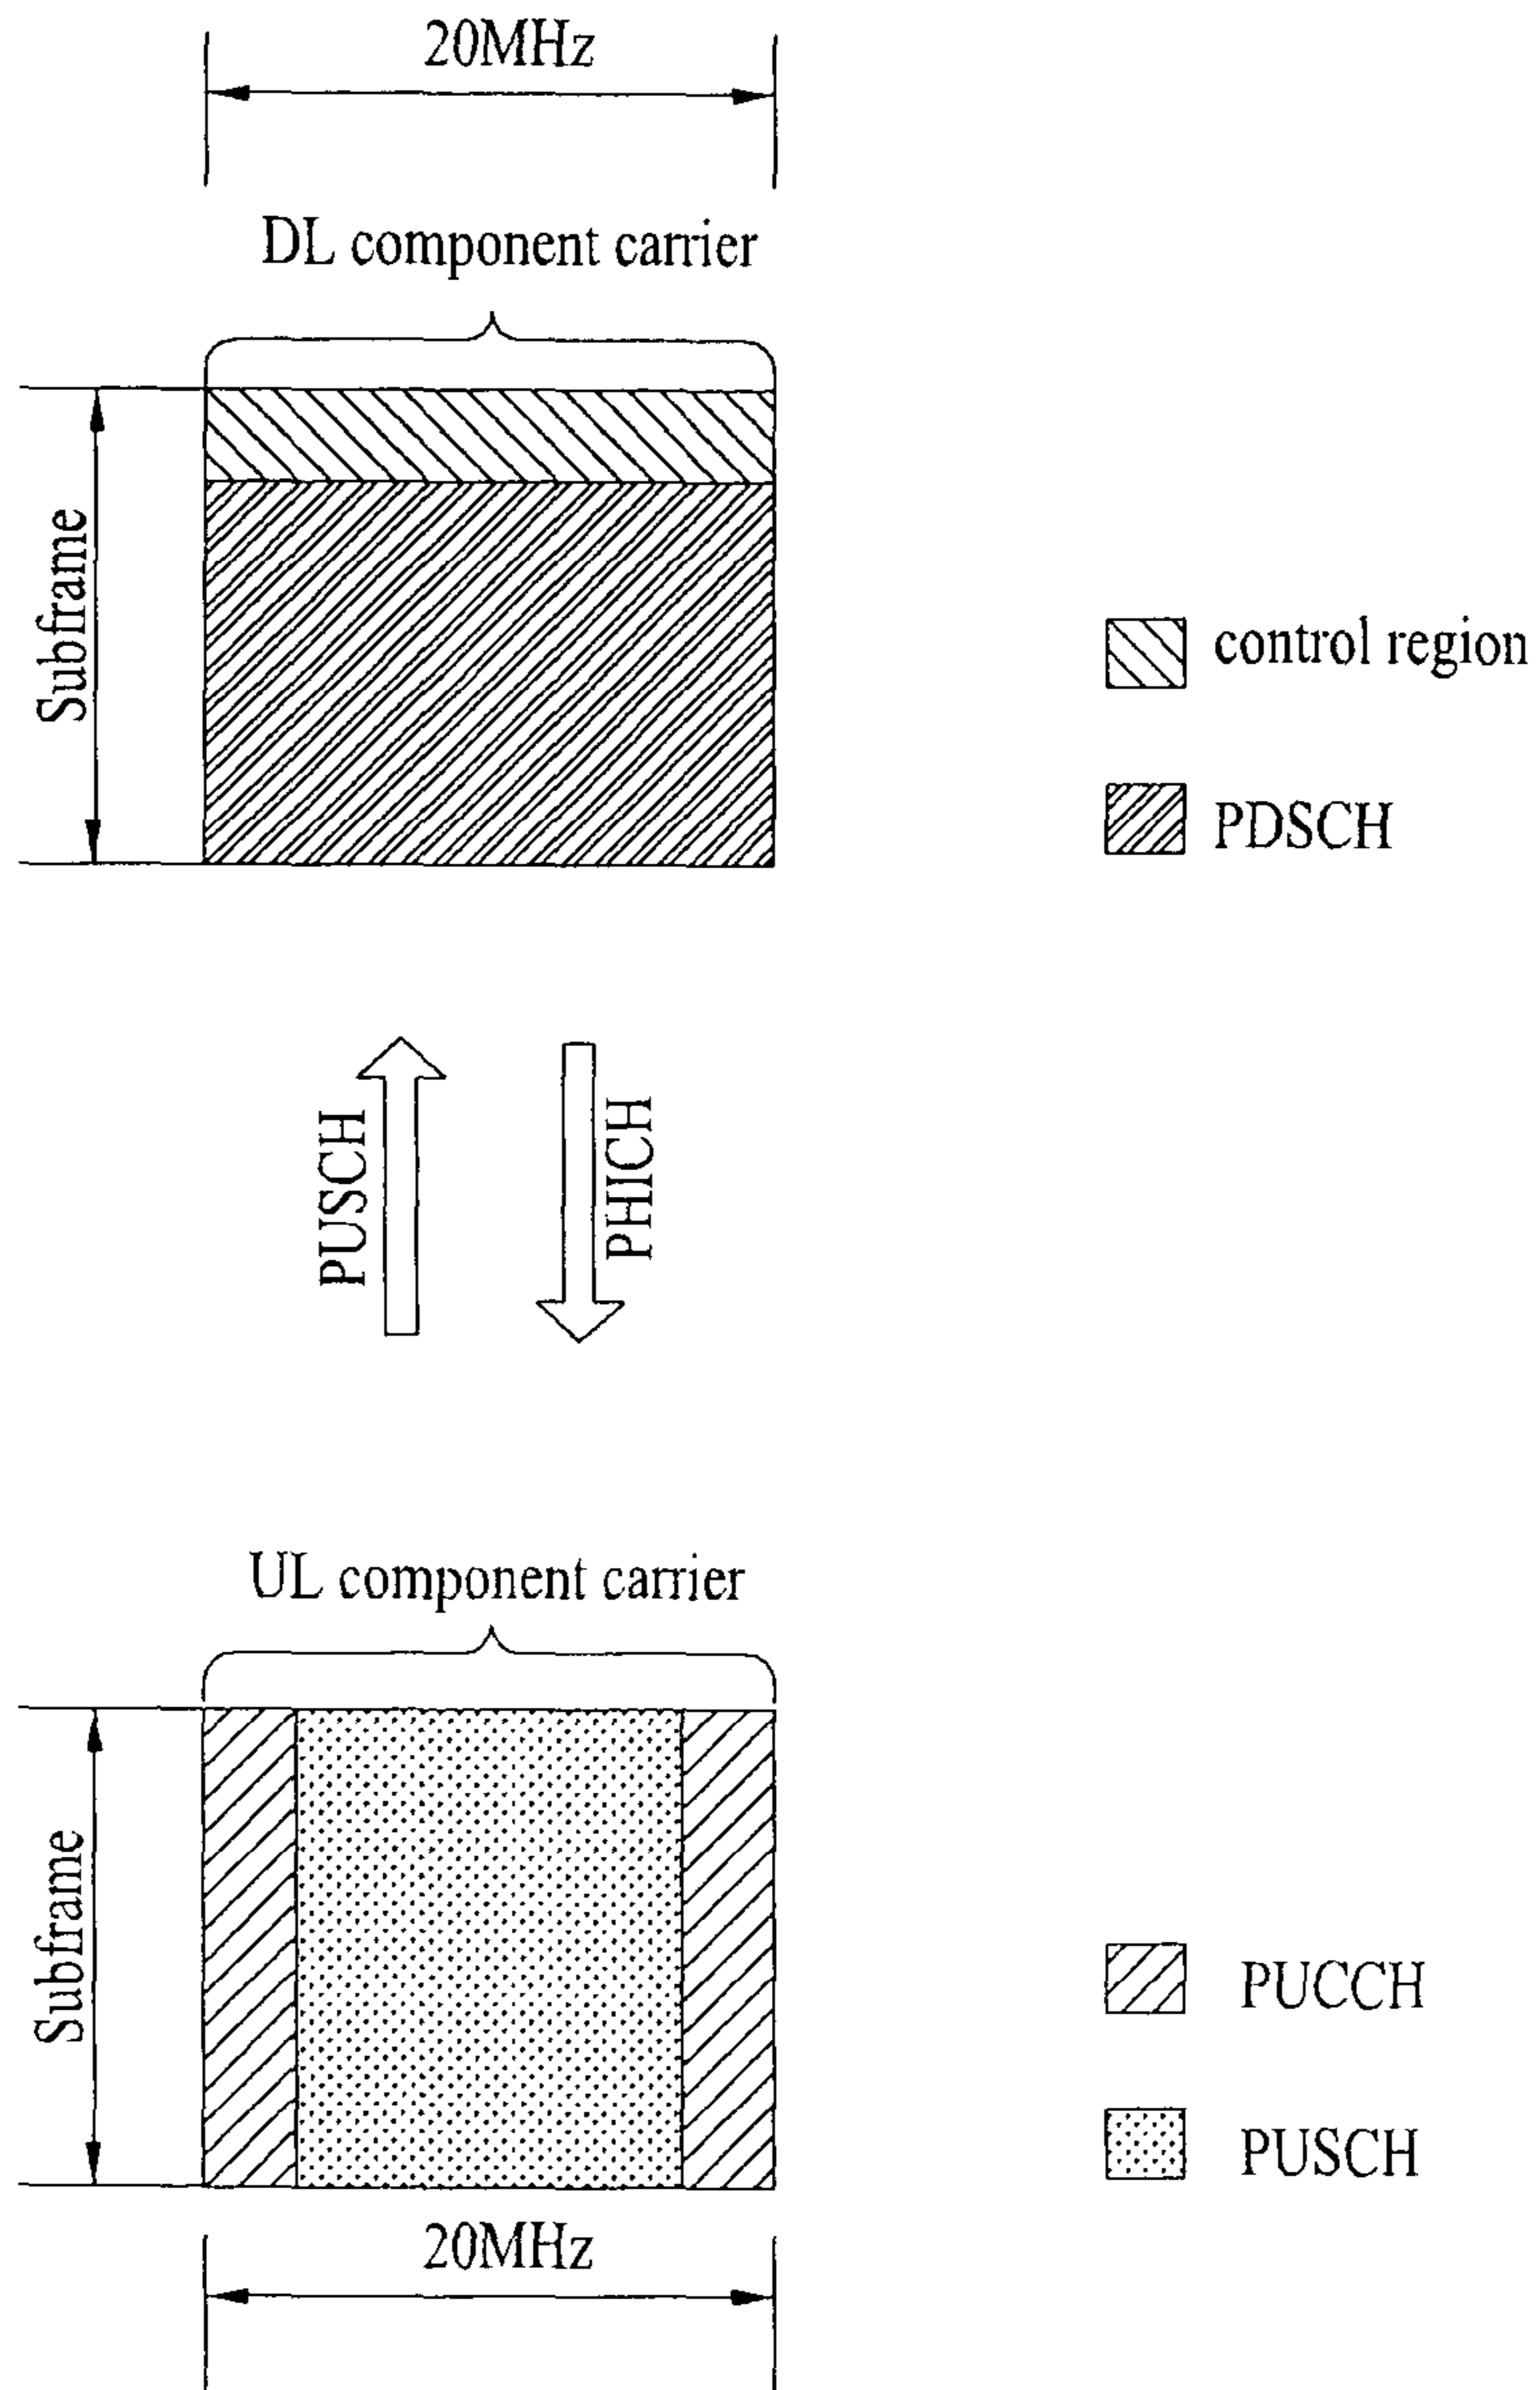 20MHz
DL component carrier
Subframe
control region
PDSCH
PUSCH
PHICH
UL component carrier
Subframe
PUCCH
PUSCH
20MHz